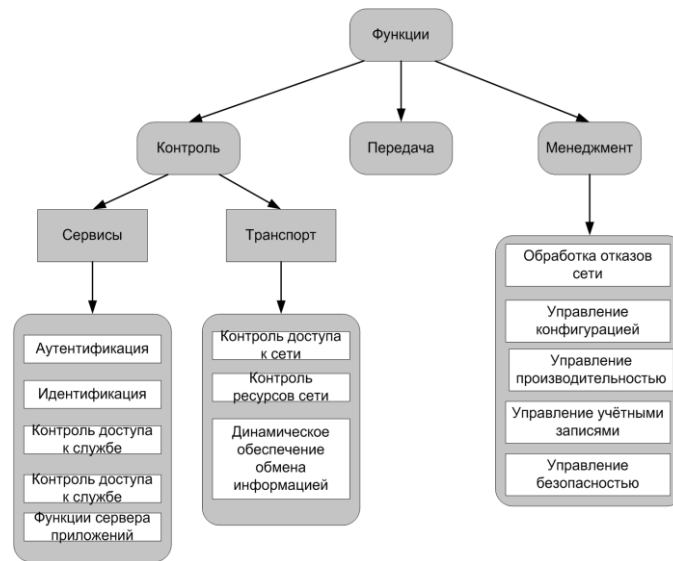 Функции
Контроль
Передача
Менеджмент
Сервисы
Транспорт
Аутентификация
Идентификация
Контроль доступа
к службе
Контроль доступа
к службе
Функции сервера
приложений
Контроль доступа
к сети
Контроль
ресурсов сети
Динамическое
обеспечение
обмена
информацией
Обработка отказов
сети
Управление
конфигурацией
Управление
производительностью
Управление учётными
записями
Управление
безопасностью